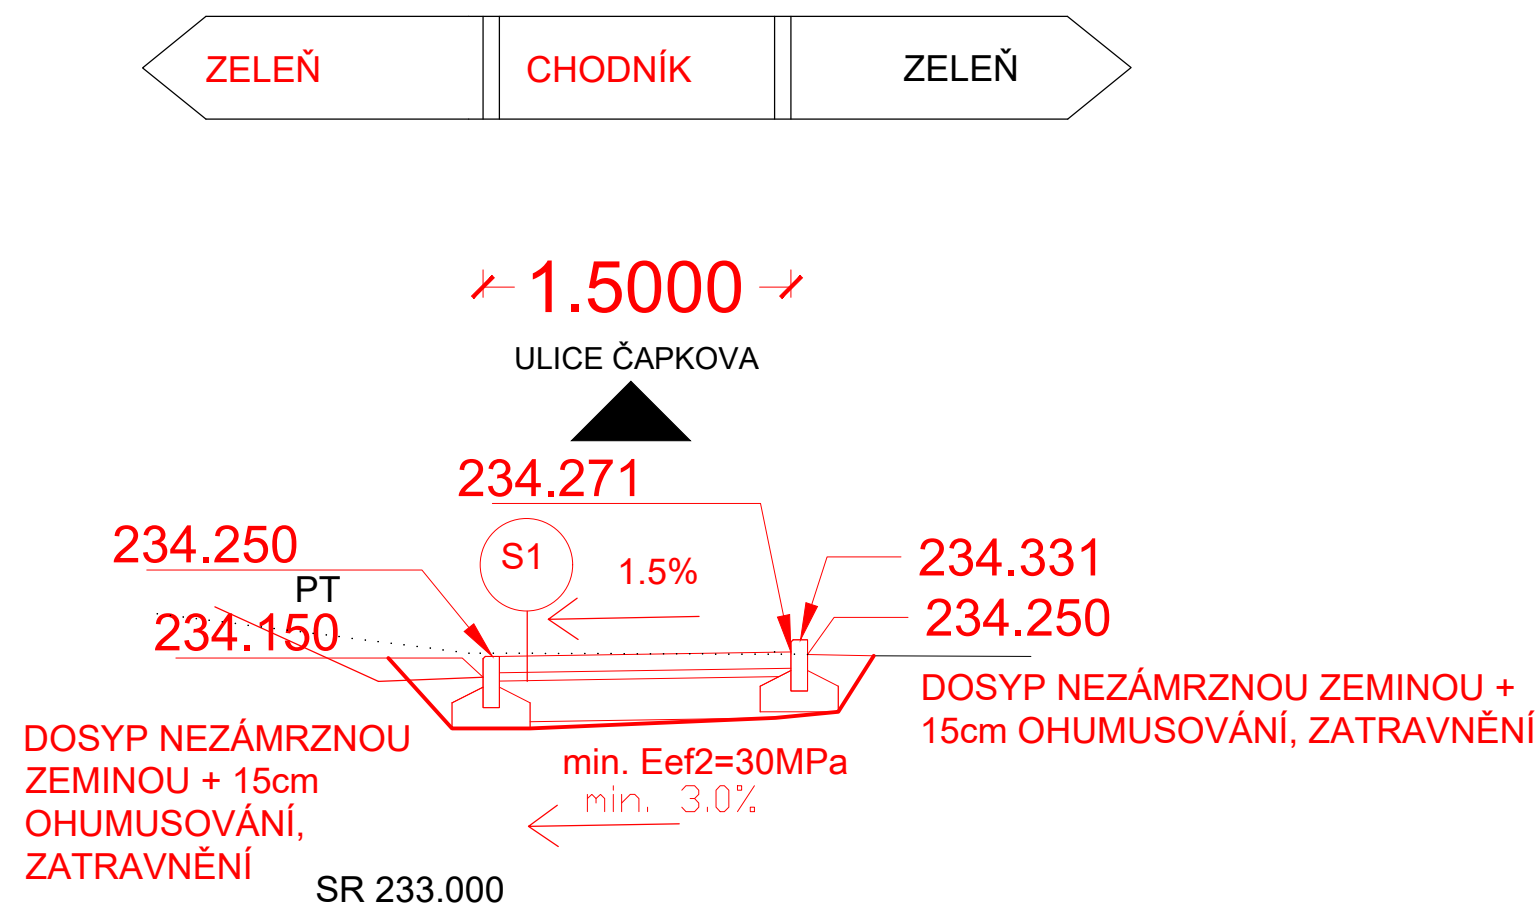 ZELEŇ
CHODNÍK
ZELEŇ
1.5000
ULICE ČAPKOVA
234.271
234.250
PT
234.150
S1
1.5%
234.331
234.250
DOSYP NEZÁMRZNOU ZEMINOU +
15cm OHUMUSOVÁNÍ, ZATRAVNĚNÍ
DOSYP NEZÁMRZNOU
ZEMINOU + 15cm
OHUMUSOVÁNÍ,
ZATRAVNĚNÍ
min. Eef2=30MPa
min. 3.0%
SR 233.000